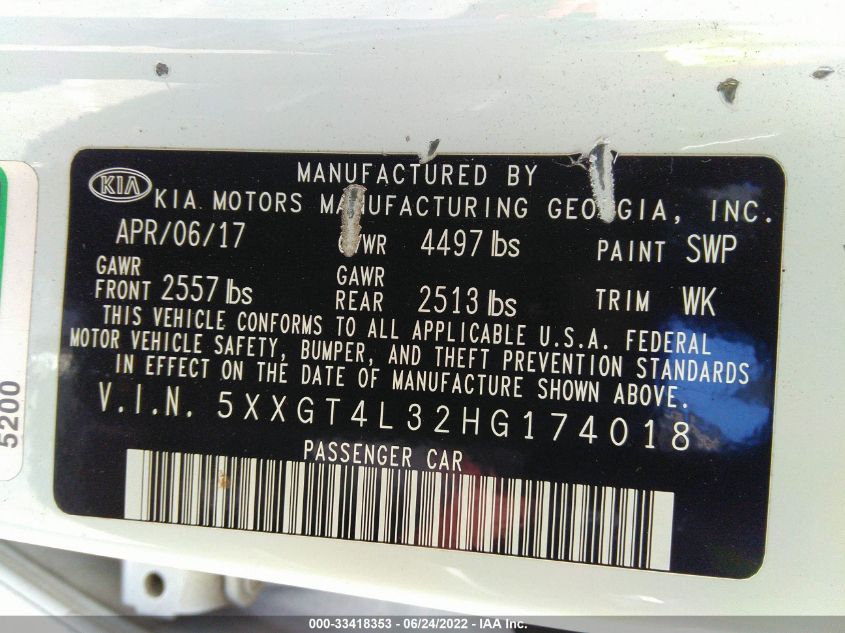 MANUFACTURED BY
KIA KIA MOTORS MANUFACTURING GEORGIA, INC.
APR/06/17 GVWR 4497 lbs PAINT SWP
GAWR FRONT 2557 lbs GAWR REAR 2513 lbs TRIM WK
THIS VEHICLE CONFORMS TO ALL APPLICABLE U.S.A. FEDERAL
MOTOR VEHICLE SAFETY, BUMPER, AND THEFT PREVENTION STANDARDS
IN EFFECT ON THE DATE OF MANUFACTURE SHOWN ABOVE.
V.I.N. 5XXGT4L32HG174018
PASSENGER CAR
5200
000-33418353 - 06/24/2022 - IAA Inc.